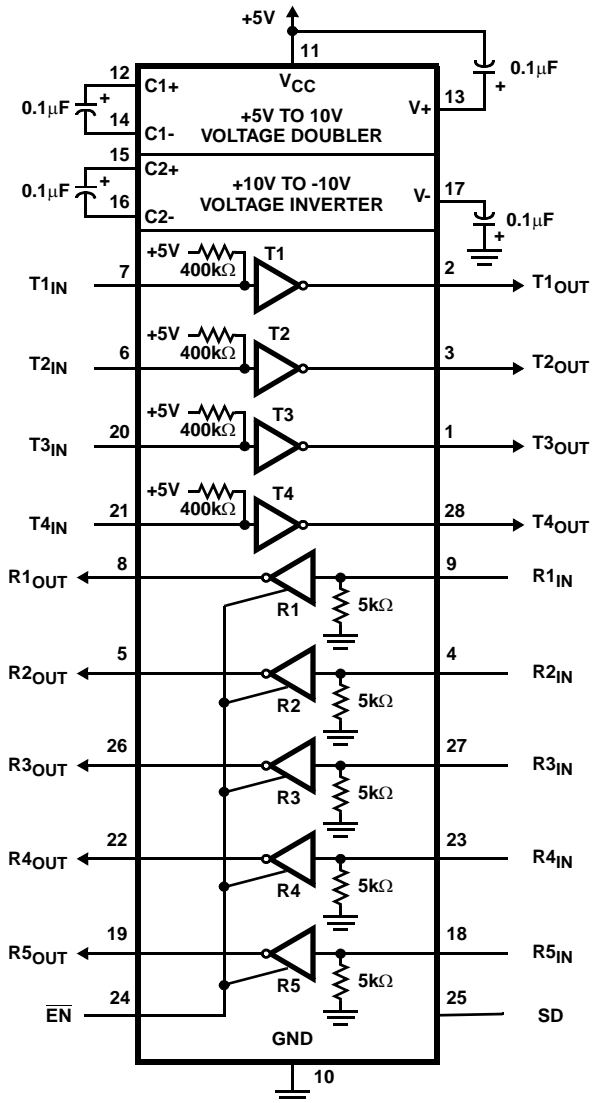 +5V
11
12
C1+
VCC
0.1µF
13
V+
0.1µF
+
+
14
C1-
+5V TO 10V
VOLTAGE DOUBLER
15
C2+
0.1µF
+
16
C2-
+10V TO -10V
VOLTAGE INVERTER
V-
17
0.1µF
+
+5V
400kΩ
T1
T1IN
7
2
T1OUT
+5V
400kΩ
T2
T2IN
6
3
T2OUT
+5V
400kΩ
T3
T3IN
20
1
T3OUT
+5V
400kΩ
T4
T4IN
21
28
T4OUT
R1OUT
8
9
R1IN
R1
5kΩ
R2OUT
5
4
R2IN
R2
5kΩ
R3OUT
26
27
R3IN
R3
5kΩ
R4OUT
22
23
R4IN
R4
5kΩ
R5OUT
19
18
R5IN
R5
5kΩ
E̅N̅
24
25
SD
GND
10